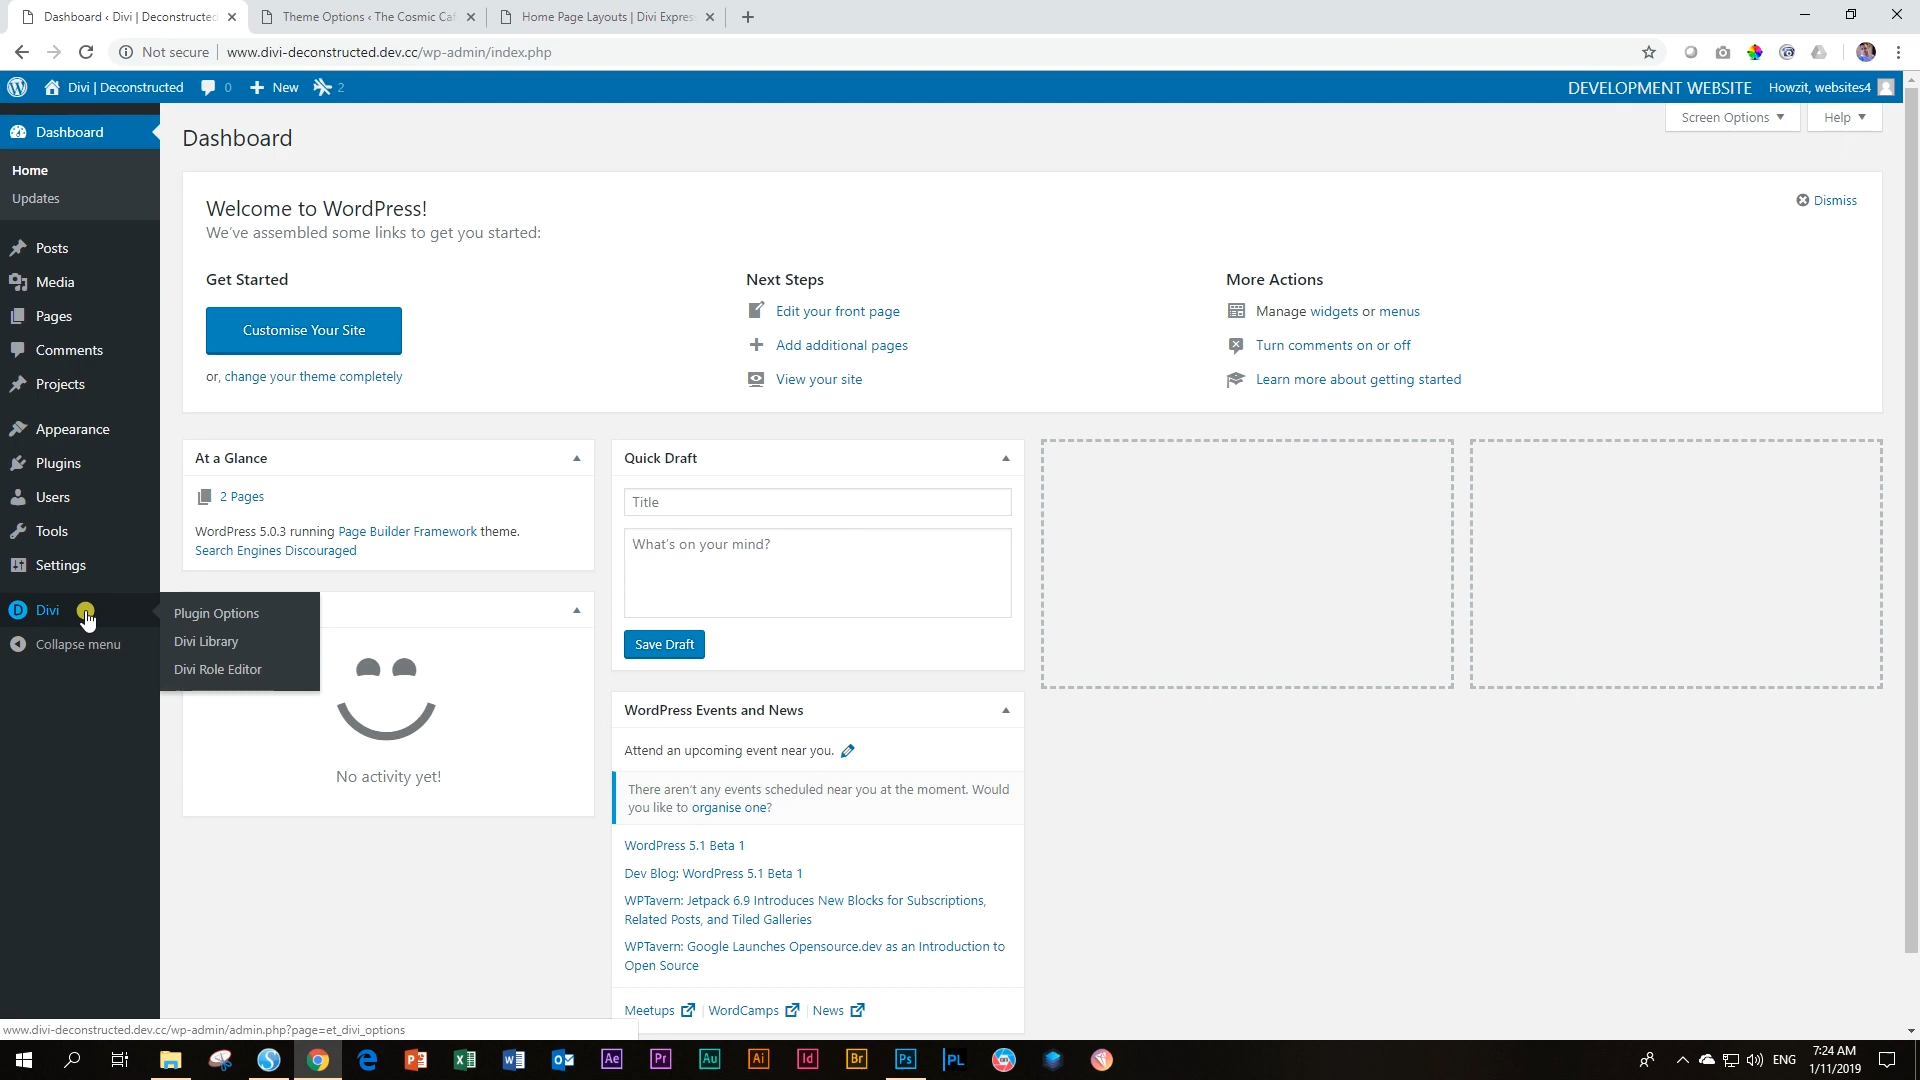 Dashboard ‹ Divi | Deconstructed
Theme Options ‹ The Cosmic Caf
Home Page Layouts | Divi Expres
Not secure | www.divi-deconstructed.dev.cc/wp-admin/index.php
Divi | Deconstructed 0 New 2
DEVELOPMENT WEBSITE Howzit, websites4
Screen Options Help
Dashboard
Home
Updates
Posts
Media
Pages
Comments
Projects
Appearance
Plugins
Users
Tools
Settings
D Divi
Collapse menu
Plugin Options
Divi Library
Divi Role Editor
Dashboard
Welcome to WordPress!
We've assembled some links to get you started:
Dismiss
Get Started
Customise Your Site
or, change your theme completely
Next Steps
Edit your front page
Add additional pages
View your site
More Actions
Manage widgets or menus
Turn comments on or off
Learn more about getting started
At a Glance
2 Pages
WordPress 5.0.3 running Page Builder Framework theme.
Search Engines Discouraged
No activity yet!
Quick Draft
Title
What's on your mind?
Save Draft
WordPress Events and News
Attend an upcoming event near you.
There aren't any events scheduled near you at the moment. Would
you like to organise one?
WordPress 5.1 Beta 1
Dev Blog: WordPress 5.1 Beta 1
WPTavern: Jetpack 6.9 Introduces New Blocks for Subscriptions,
Related Posts, and Tiled Galleries
WPTavern: Google Launches Opensource.dev as an Introduction to
Open Source
Meetups | WordCamps | News
www.divi-deconstructed.dev.cc/wp-admin/admin.php?page=et_divi_options
Ae Pr Au Ai Id Br Ps PL
ENG
7:24 AM
1/11/2019